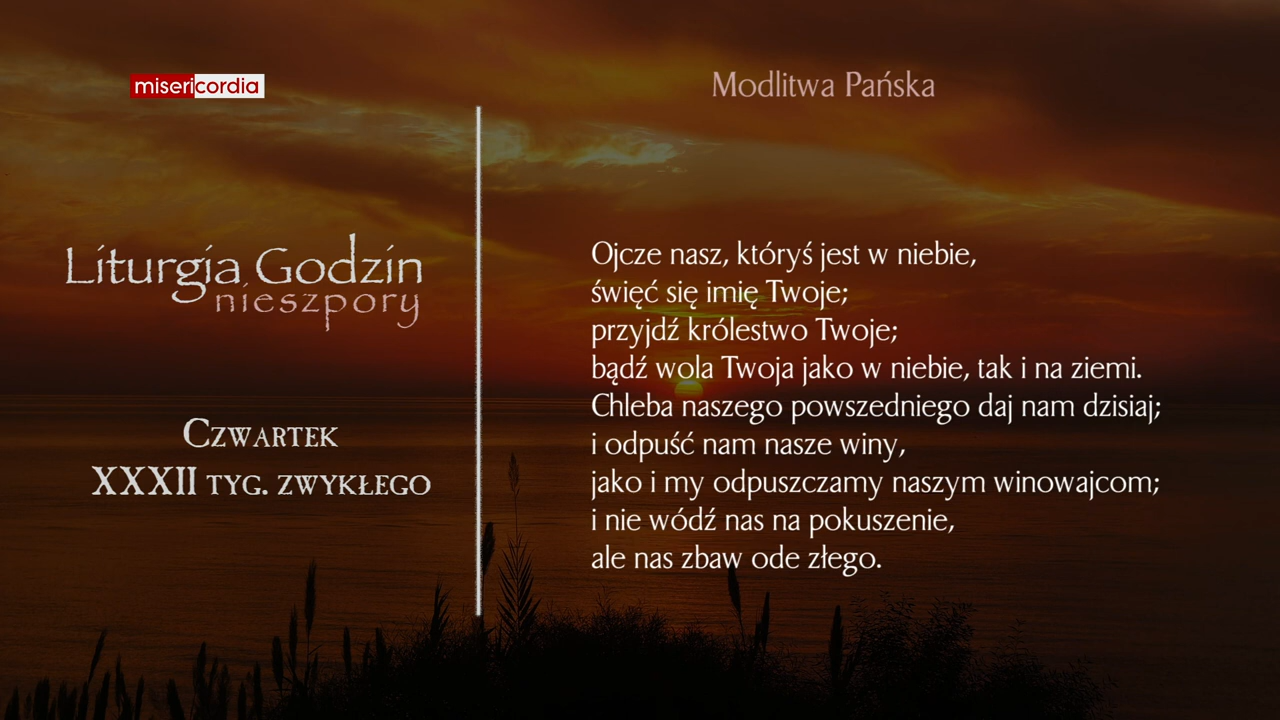 misericordia
Liturgia Godzin
nieszpory
Czwartek
XXXII tyg. zwykłego
Modlitwa Pańska
Ojcze nasz, któryś jest w niebie,
święć się imię Twoje;
przyjdź królestwo Twoje;
bądź wola Twoja jako w niebie, tak i na ziemi.
Chleba naszego powszedniego daj nam dzisiaj;
i odpuść nam nasze winy,
jako i my odpuszczamy naszym winowajcom;
i nie wódź nas na pokuszenie,
ale nas zbaw ode złego.